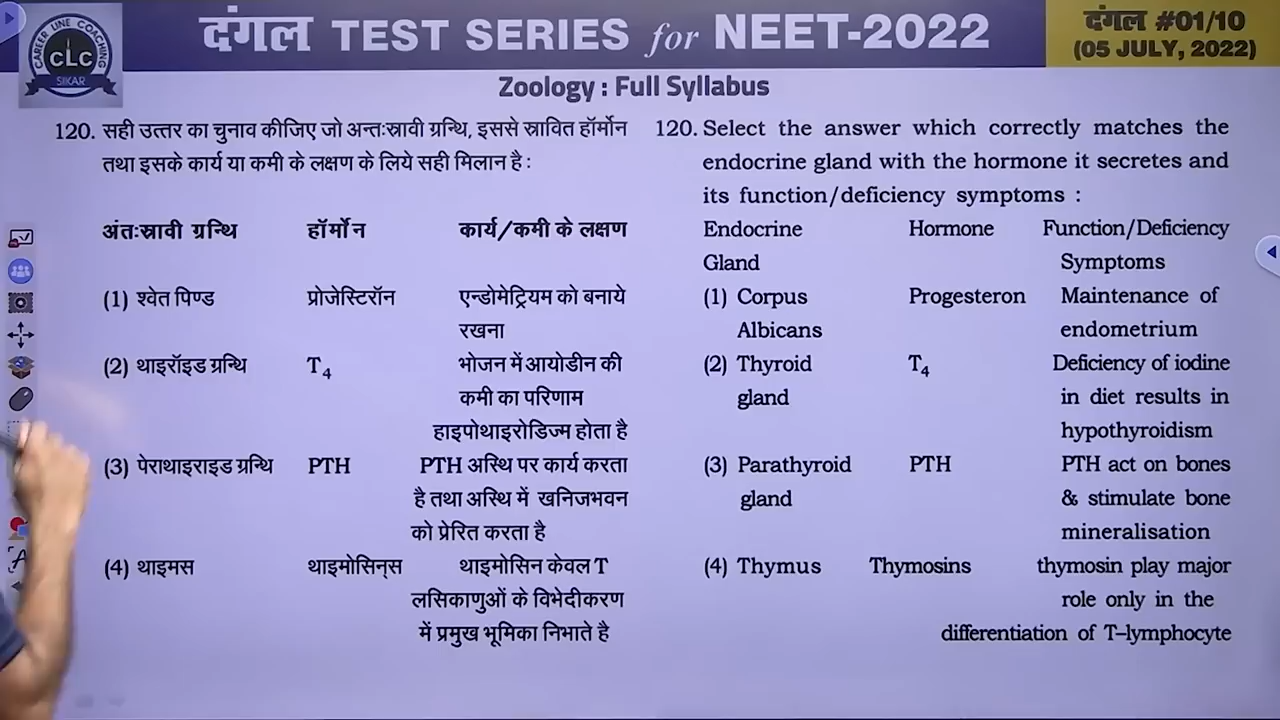 CAREER LINE COACHING
CLC
SIKAR
दंगल TEST SERIES for NEET-2022
दंगल #01/10
(05 JULY, 2022)
Zoology : Full Syllabus
120. सही उत्तर का चुनाव कीजिए जो अन्तःस्रावी ग्रन्थि, इससे स्रावित हॉर्मोन
तथा इसके कार्य या कमी के लक्षण के लिये सही मिलान है :
अंतःस्रावी ग्रन्थि हॉर्मोन कार्य/कमी के लक्षण
(1) श्वेत पिण्ड प्रोजेस्टिरॉन एन्डोमेट्रियम को बनाये
रखना
(2) थाइरॉइड ग्रन्थि T4 भोजन में आयोडीन की
कमी का परिणाम
हाइपोथाइरोडिज्म होता है
(3) पेराथाइराइड ग्रन्थि PTH PTH अस्थि पर कार्य करता
है तथा अस्थि में खनिजभवन
को प्रेरित करता है
(4) थाइमस थाइमोसिन्स थाइमोसिन केवल T
लसिकाणुओं के विभेदीकरण
में प्रमुख भूमिका निभाते है
120. Select the answer which correctly matches the
endocrine gland with the hormone it secretes and
its function/deficiency symptoms :
Endocrine Hormone Function/Deficiency
Gland Symptoms
(1) Corpus Progesteron Maintenance of
Albicans endometrium
(2) Thyroid T4 Deficiency of iodine
gland in diet results in
hypothyroidism
(3) Parathyroid PTH PTH act on bones
gland & stimulate bone
mineralisation
(4) Thymus Thymosins thymosin play major
role only in the
differentiation of T–lymphocyte